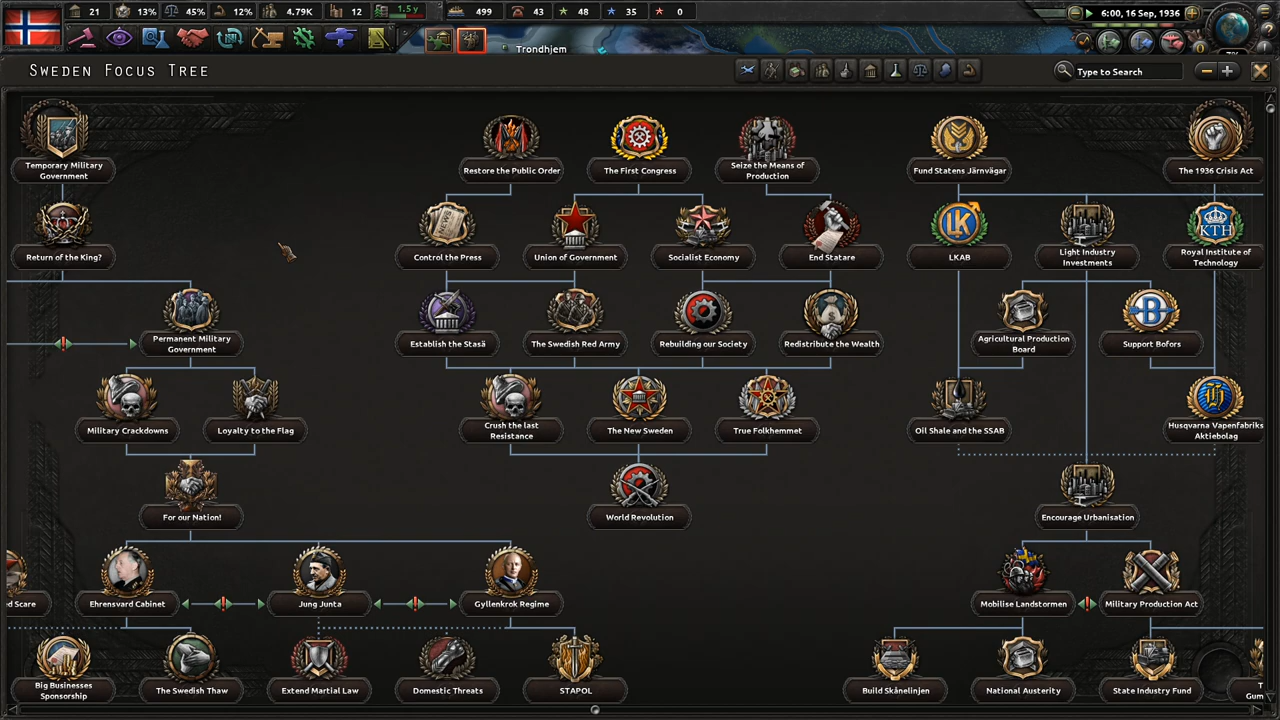 21
13%
45%
12%
4.79K
12
1.5 y
499
43
48
35
0
6:00, 16 Sep, 1936
Trondhjem
SWEDEN FOCUS TREE
Type to Search
Temporary Military
Government
Restore the Public Order
The First Congress
Seize the Means of
Production
Fund Statens Järnvägar
The 1936 Crisis Act
Return of the King?
Control the Press
Union of Government
Socialist Economy
End Statare
LKAB
Light Industry
Investments
Royal Institute of
Technology
Permanent Military
Government
Establish the Stasä
The Swedish Red Army
Rebuilding our Society
Redistribute the Wealth
Agricultural Production
Board
Support Bofors
Military Crackdowns
Loyalty to the Flag
Crush the last
Resistance
The New Sweden
True Folkhemmet
Oil Shale and the SSAB
Husqvarna Vapenfabriks
Aktiebolag
For our Nation!
World Revolution
Encourage Urbanisation
Scare
Ehrensvard Cabinet
Jung Junta
Gyllenkrok Regime
Mobilise Landstormen
Military Production Act
Big Businesses
Sponsorship
The Swedish Thaw
Extend Martial Law
Domestic Threats
STAPOL
Build Skånelinjen
National Austerity
State Industry Fund